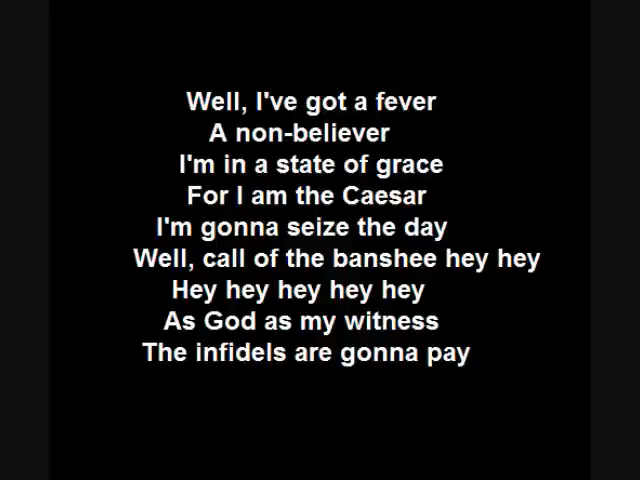 Well, I've got a fever
A non-believer
I'm in a state of grace
For I am the Caesar
I'm gonna seize the day
Well, call of the banshee hey hey
Hey hey hey hey hey
As God as my witness
The infidels are gonna pay